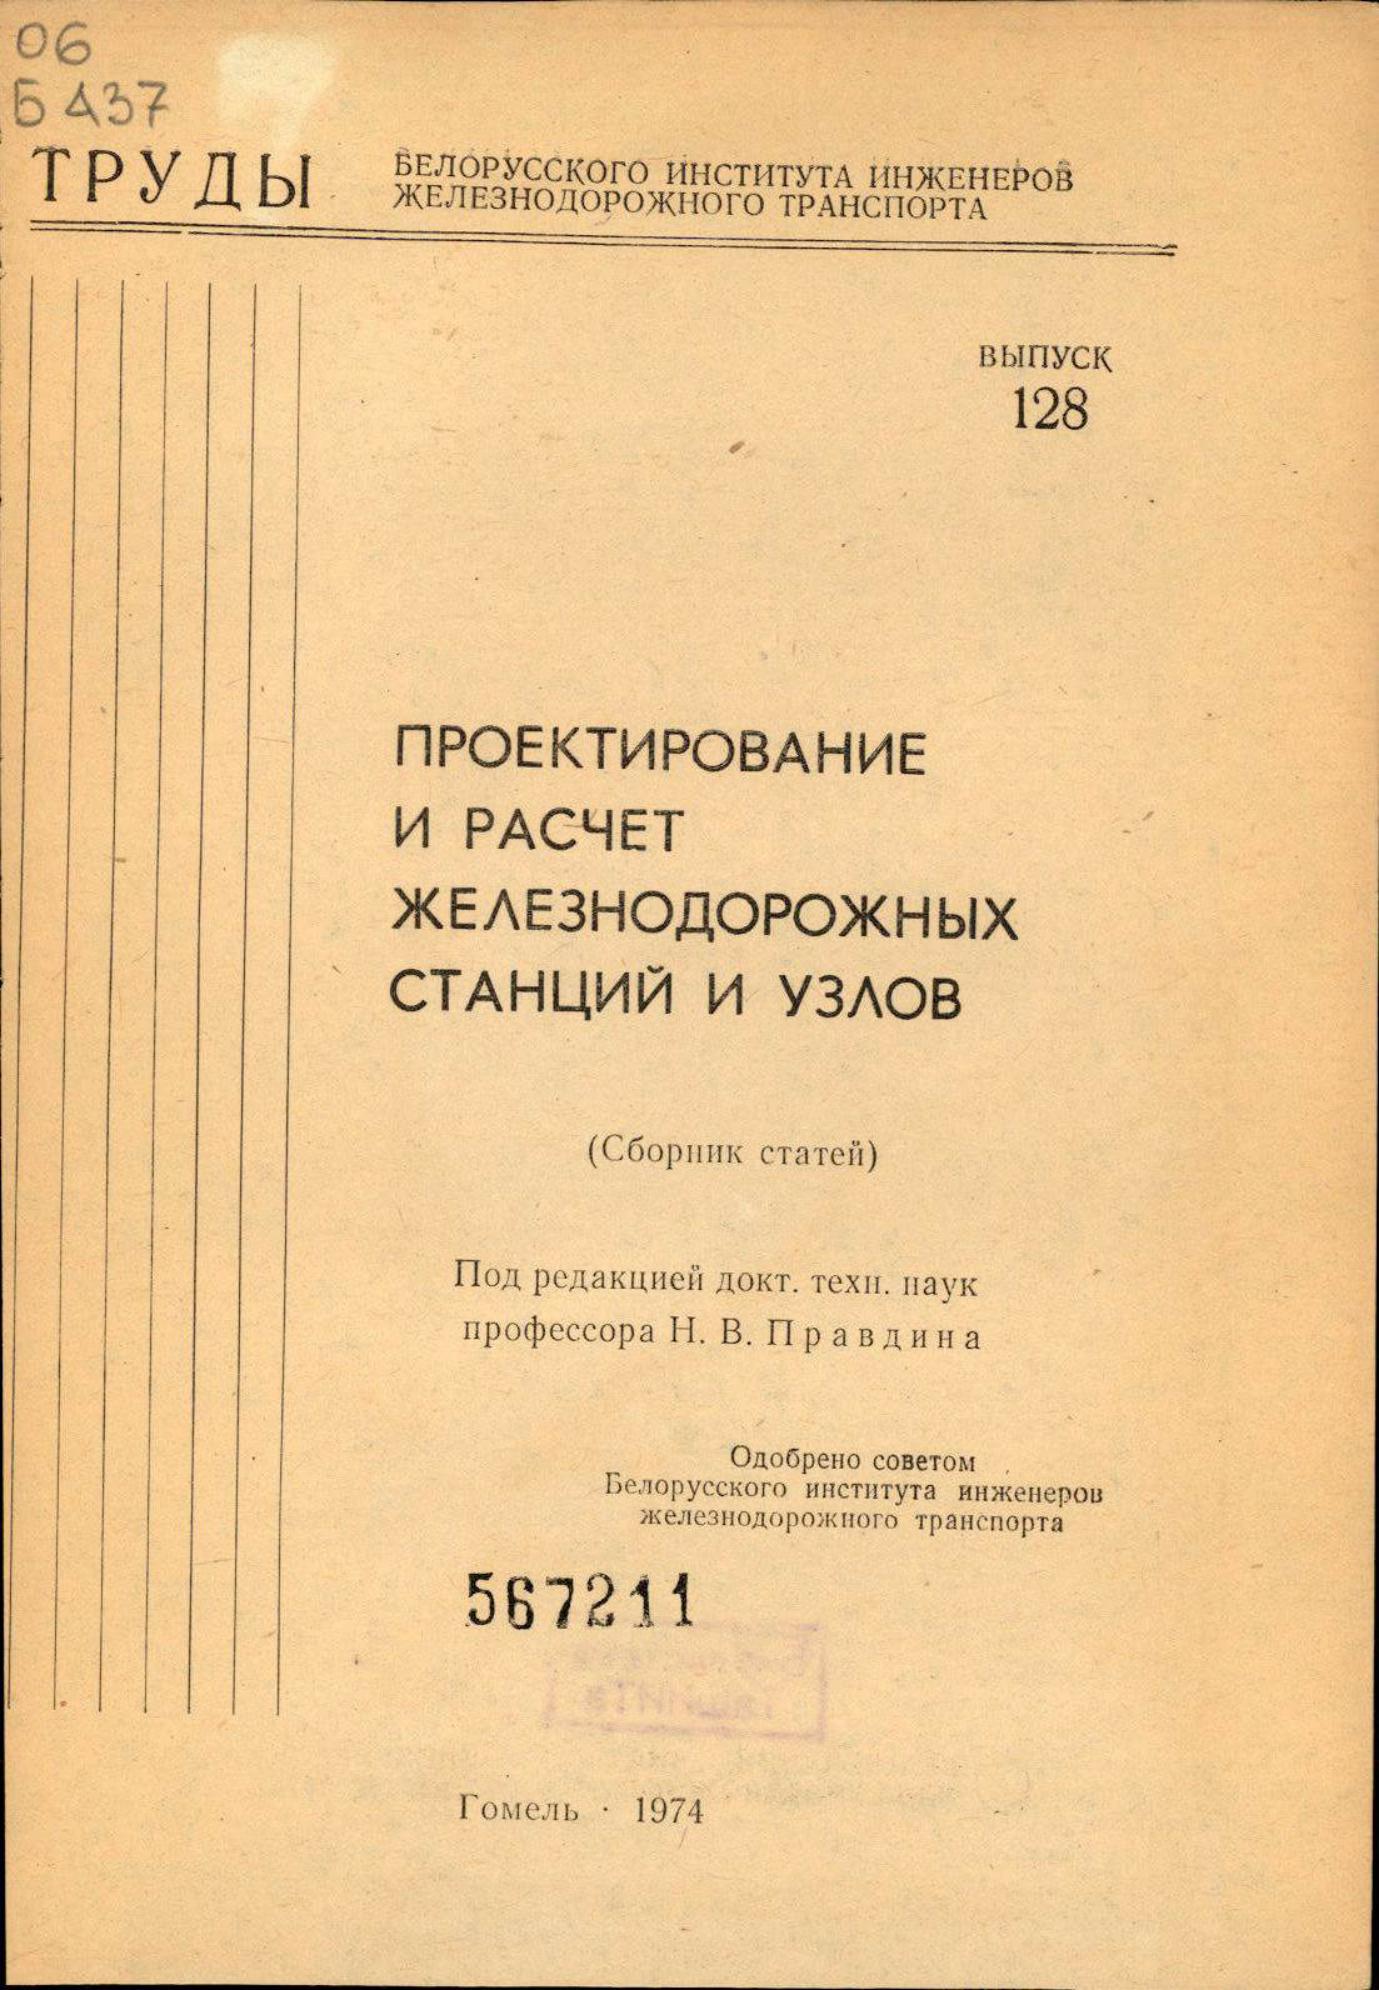 06
Б437
ТРУДЫ
БЕЛОРУССКОГО ИНСТИТУТА ИНЖЕНЕРОВ
ЖЕЛЕЗНОДОРОЖНОГО ТРАНСПОРТА
ВЫПУСК
128
ПРОЕКТИРОВАНИЕ
И РАСЧЕТ
ЖЕЛЕЗНОДОРОЖНЫХ
СТАНЦИЙ И УЗЛОВ
(Сборник статей)
Под редакцией докт. техн. наук
профессора Н. В. Правдина
Одобрено советом
Белорусского института инженеров
железнодорожного транспорта
567211
Гомель · 1974